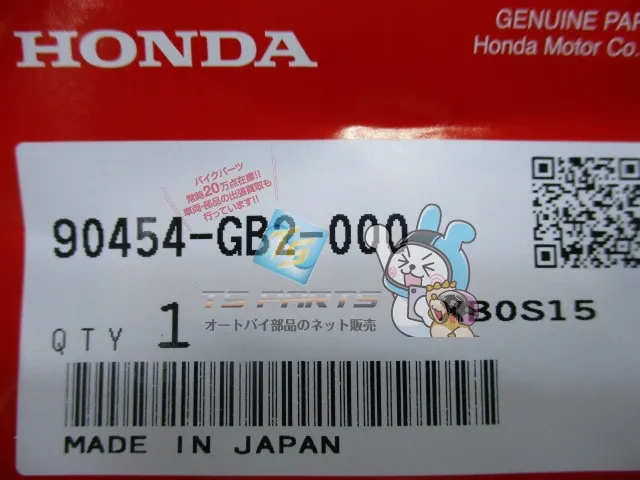 HONDA
GENUINE PAR
Honda Motor Co.
バイクパーツ
常時20万点在庫!!
車両・部品の出張買取も
行っています!!
90454-GB2-000
TS
TS PARTS
オートバイ部品のネット販売
X80S15
QTY 1
MADE IN JAPAN